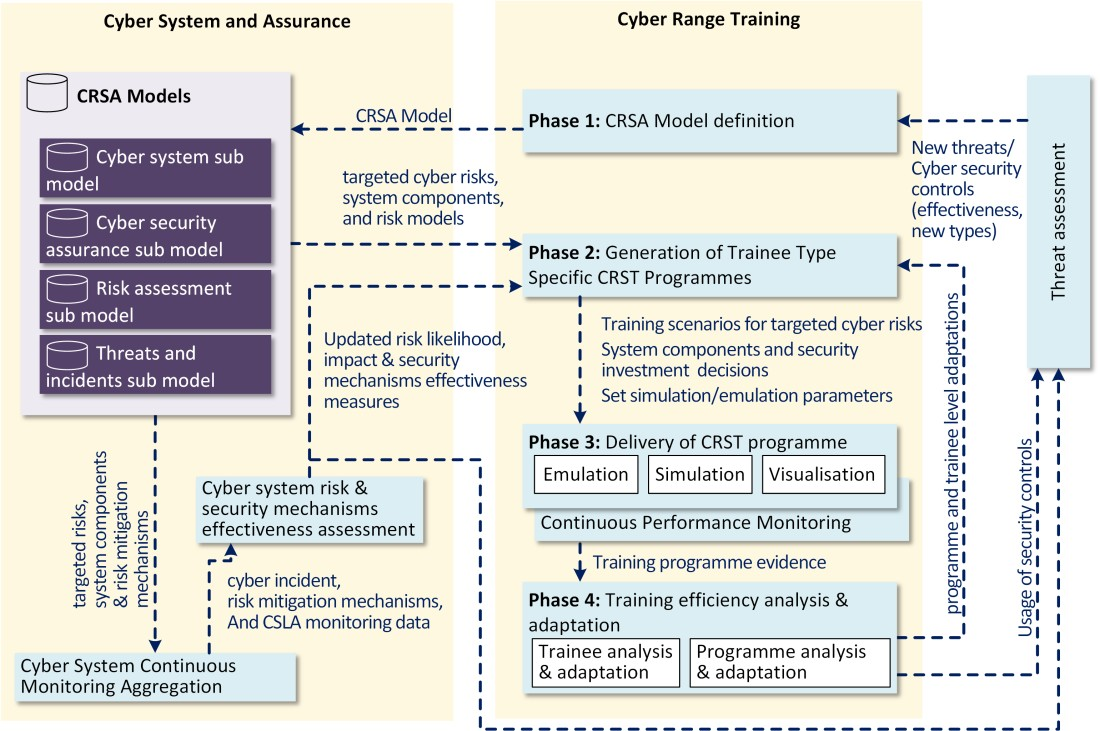 Cyber System and Assurance
Cyber Range Training
CRSA Models
Cyber system sub
model
Cyber security
assurance sub model
Risk assessment
sub model
Threats and
incidents sub model
CRSA Model
Phase 1: CRSA Model definition
New threats/
Cyber security
controls
(effectiveness,
new types)
Threat assessment
targeted cyber risks,
system components,
and risk models
Phase 2: Generation of Trainee Type
Specific CRST Programmes
Updated risk likelihood,
impact & security
mechanisms effectiveness
measures
Training scenarios for targeted cyber risks
System components and security
investment decisions
Set simulation/emulation parameters
programme and trainee level adaptations
Phase 3: Delivery of CRST programme
Emulation
Simulation
Visualisation
Continuous Performance Monitoring
Usage of security controls
targeted risks,
system components
& risk mitigation
mechanisms
Cyber system risk &
security mechanisms
effectiveness assessment
cyber incident,
risk mitigation mechanisms,
And CSLA monitoring data
Training programme evidence
Phase 4: Training efficiency analysis &
adaptation
Trainee analysis
& adaptation
Programme analysis
& adaptation
Cyber System Continuous
Monitoring Aggregation